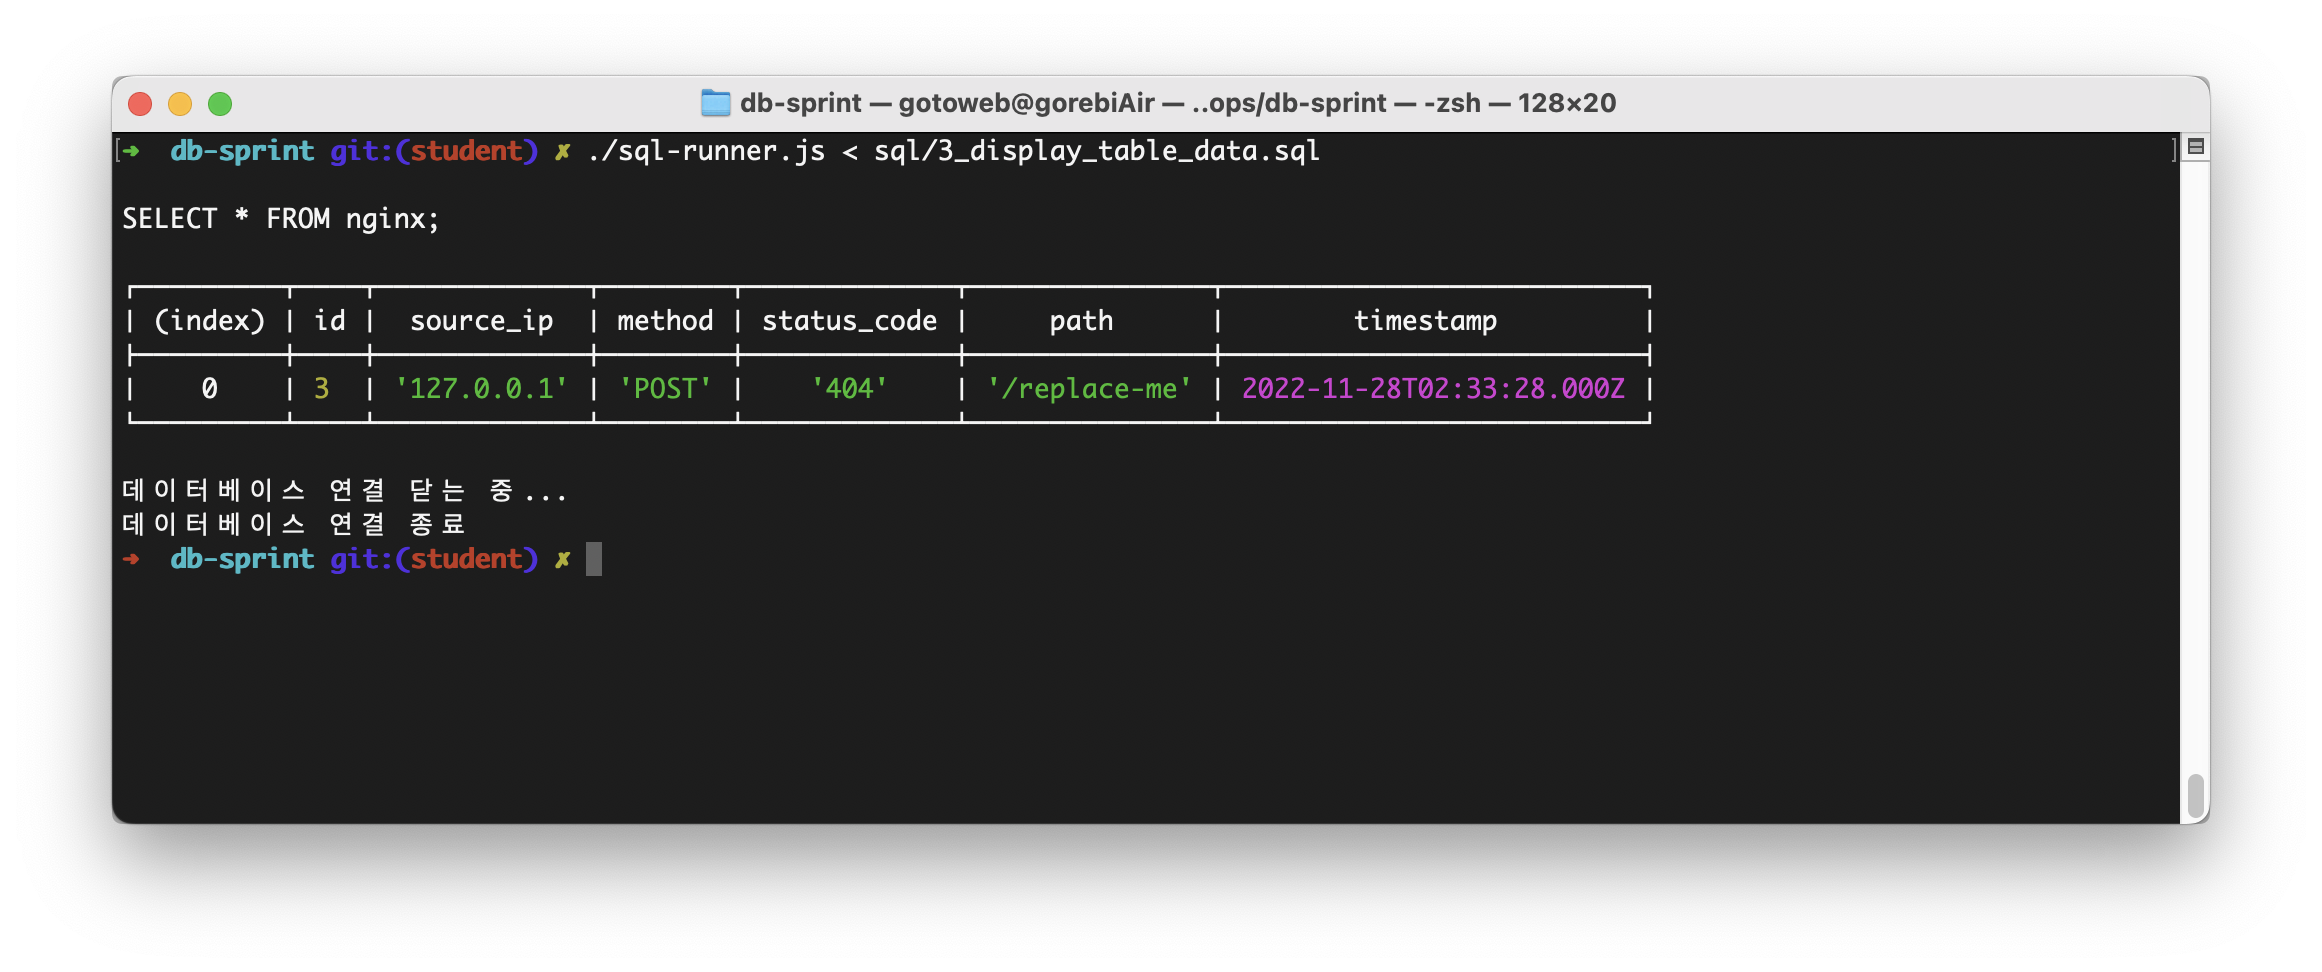 db-sprint — gotoweb@gorebiAir — ..ops/db-sprint — -zsh — 128×20
[➜  db-sprint git:(student) ✗ ./sql-runner.js < sql/3_display_table_data.sql ]
SELECT * FROM nginx;
(index) | id | source_ip | method | status_code | path | timestamp
0 | 3 | '127.0.0.1' | 'POST' | '404' | '/replace-me' | 2022-11-28T02:33:28.000Z
데이터베이스 연결 닫는 중...
데이터베이스 연결 종료
➜  db-sprint git:(student) ✗